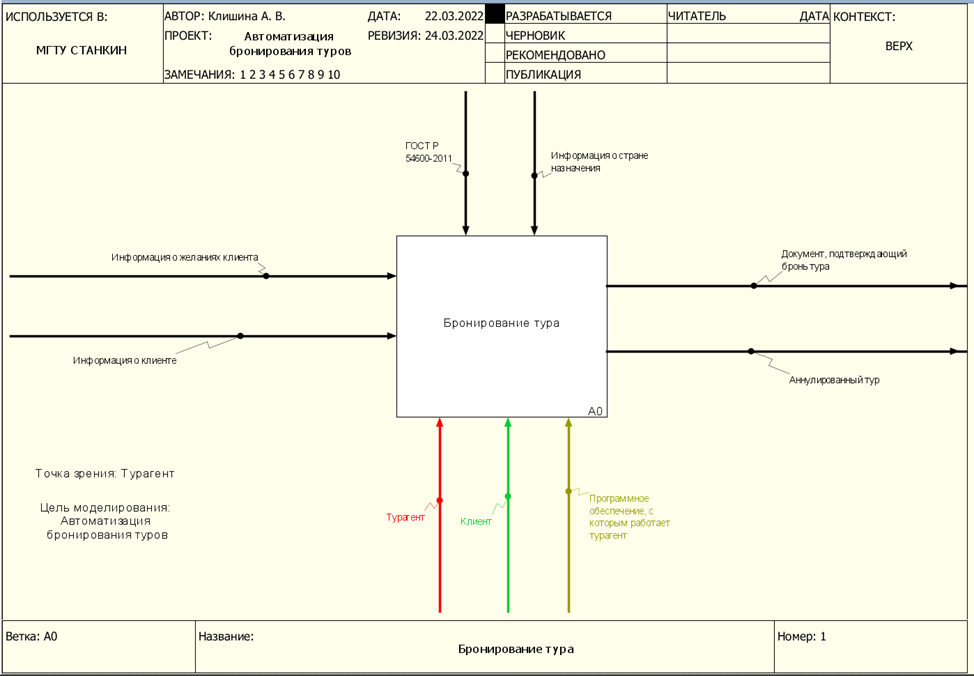 ИСПОЛЬЗУЕТСЯ В:
МГТУ СТАНКИН
АВТОР: Клишина А. В.
ДАТА: 22.03.2022
ПРОЕКТ: Автоматизация
бронирования туров
РЕВИЗИЯ: 24.03.2022
ЗАМЕЧАНИЯ: 1 2 3 4 5 6 7 8 9 10
РАЗРАБАТЫВАЕТСЯ
ЧЕРНОВИК
РЕКОМЕНДОВАНО
ПУБЛИКАЦИЯ
ЧИТАТЕЛЬ
ДАТА
КОНТЕКСТ:
ВЕРХ
ГОСТ Р
54600-2011
Информация о стране
назначения
Информация о желаниях клиента
Информация о клиенте
Бронирование тура
A0
Документ, подтверждающий
бронь тура
Аннулированный тур
Точка зрения: Турагент
Цель моделирования:
Автоматизация
бронирования туров
Турагент
Клиент
Программное
обеспечение, с
которым работает
турагент
Ветка: A0
Название:
Бронирование тура
Номер: 1